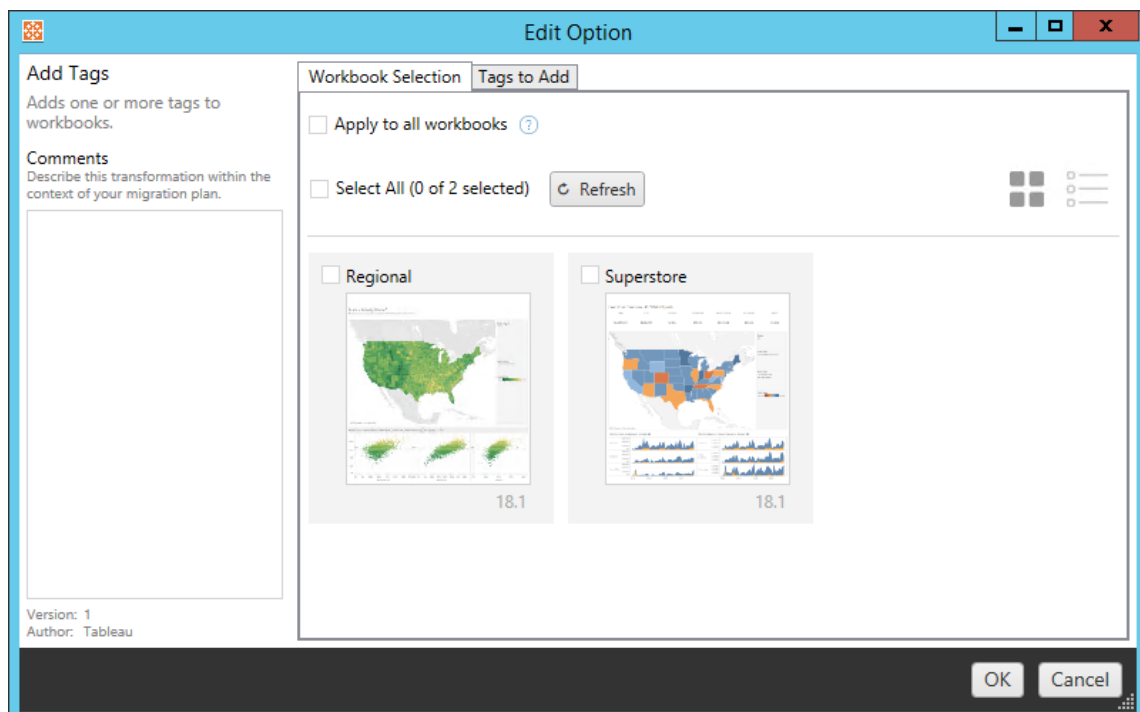 Edit Option
Add Tags
Adds one or more tags to
workbooks.
Comments
Describe this transformation within the
context of your migration plan.
Version: 1
Author: Tableau
Workbook Selection
Tags to Add
Apply to all workbooks ?
Select All (0 of 2 selected)
Refresh
Regional
18.1
Superstore
18.1
OK
Cancel